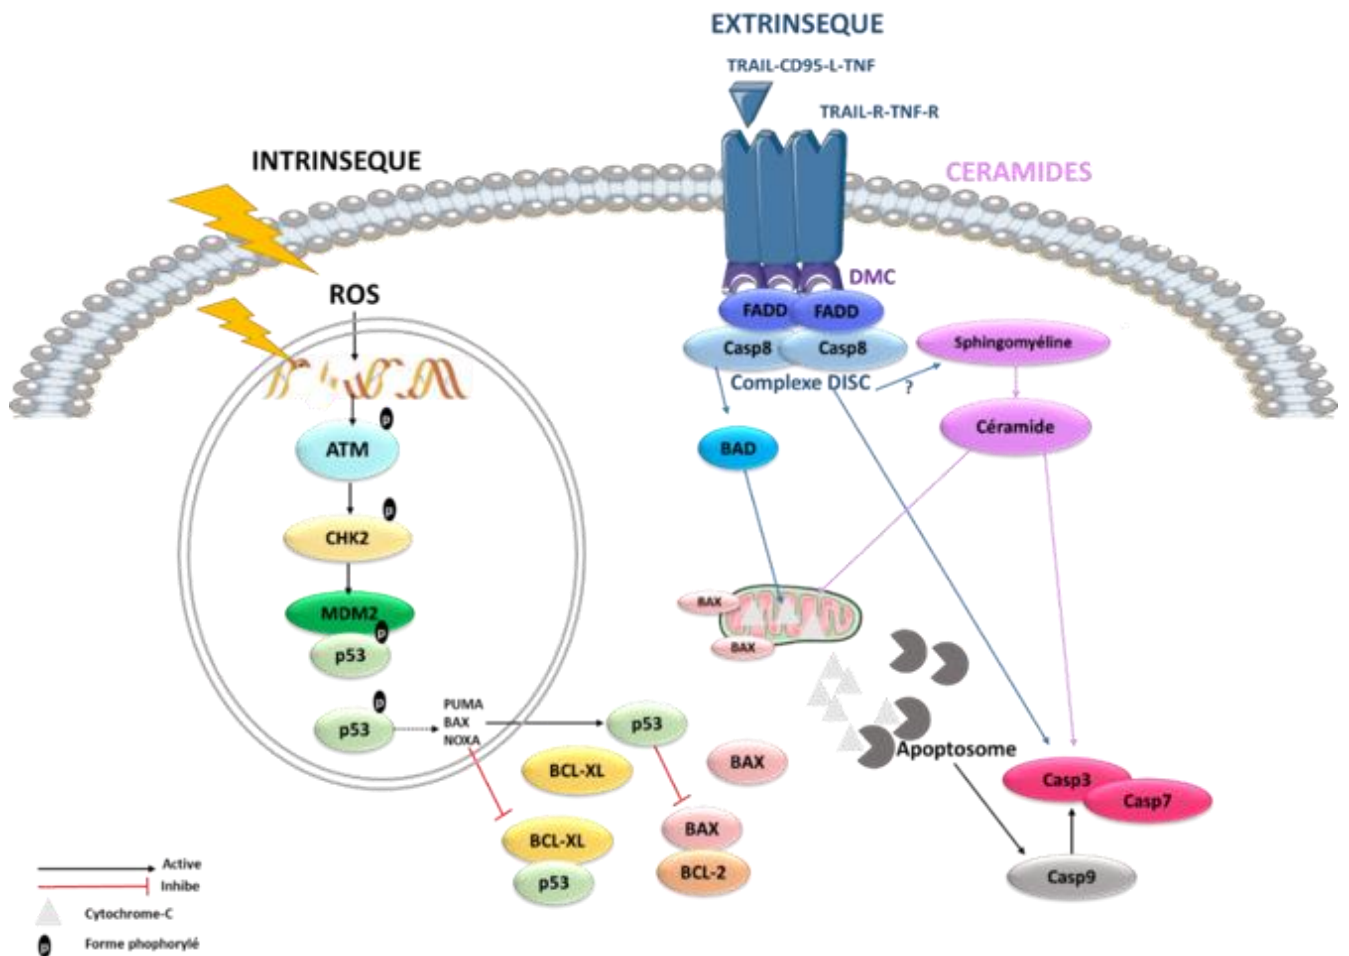 EXTRINSEQUE
TRAIL-CD95-L-TNF
TRAIL-R-TNF-R
INTRINSEQUE
CERAMIDES
ROS
DMC
FADD
FADD
Casp8
Casp8
Sphingomyéline
Complexe DISC
?
p
ATM
Céramide
BAD
p
CHK2
MDM2
p
p53
BAX
BAX
p
p53
PUMA
BAX
NOXA
p53
BCL-XL
BAX
Apoptosome
Casp3
Casp7
BCL-XL
p53
BAX
BCL-2
Casp9
Active
Inhibe
Cytochrome-C
p
Forme phophorylé